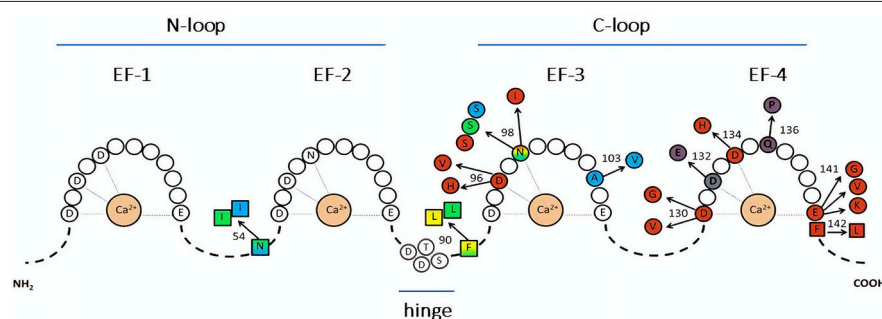 N-loop C-loop
EF-1 EF-2 EF-3 EF-4
I P
S
S 98 H 134 136
S N D Q
D N V 103 V E 132 141 G
D D D 96 A D V
H G K
D Ca²⁺ E I I D Ca²⁺ E L L D Ca²⁺ E 130 D Ca²⁺ E
54 90 V F 142 L
N D T F
D S
NH₂ COOH
hinge